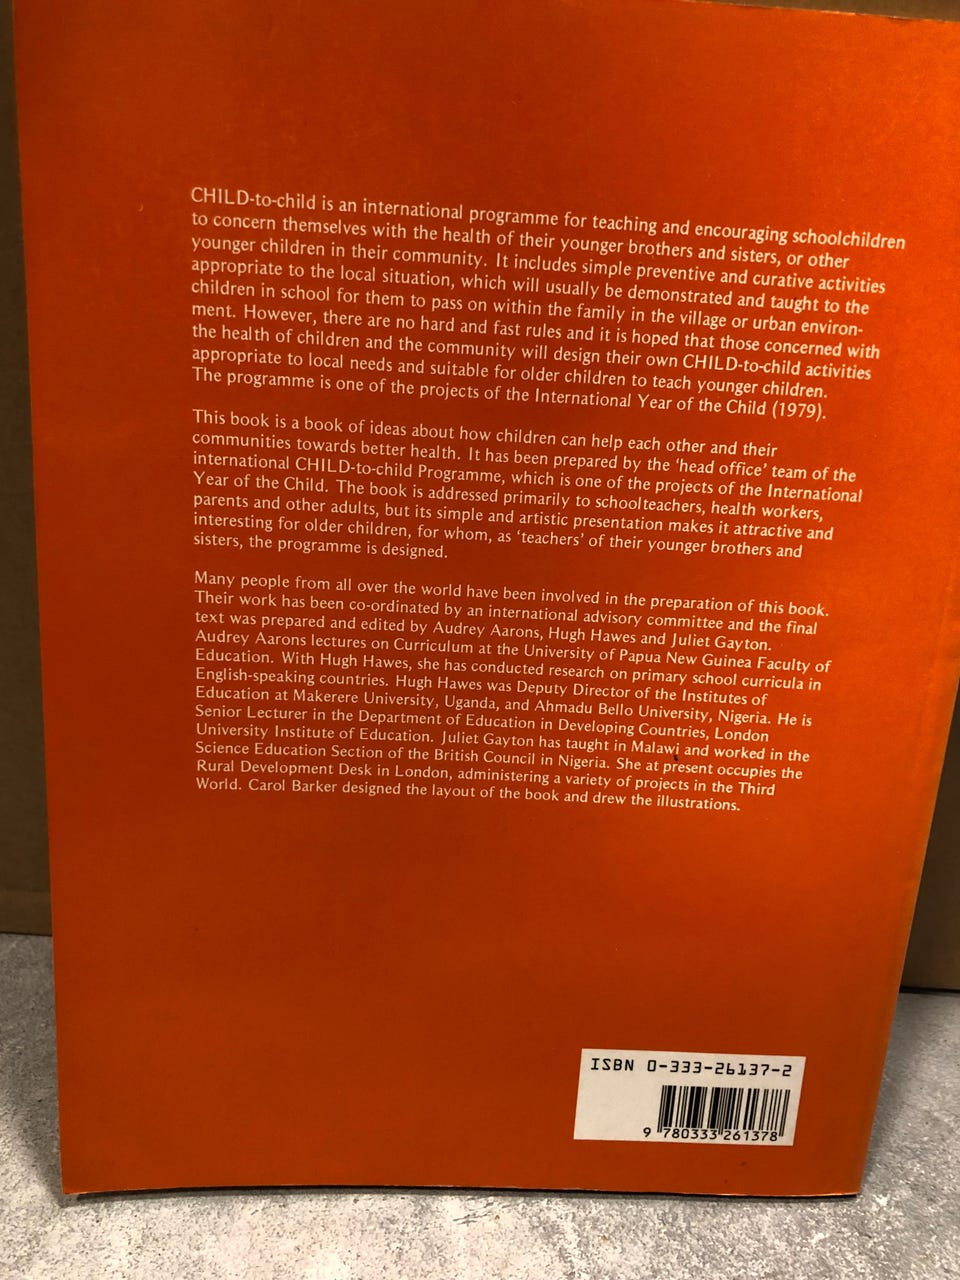 CHILD-to-child is an international programme for teaching and encouraging schoolchildren
to concern themselves with the health of their younger brothers and sisters, or other
younger children in their community. It includes simple preventive and curative activities
appropriate to the local situation, which will usually be demonstrated and taught to the
children in school for them to pass on within the family in the village or urban environ-
ment. However, there are no hard and fast rules and it is hoped that those concerned with
the health of children and the community will design their own CHILD-to-child activities
appropriate to local needs and suitable for older children to teach younger children.
The programme is one of the projects of the International Year of the Child (1979).
This book is a book of ideas about how children can help each other and their
communities towards better health. It has been prepared by the 'head office' team of the
international CHILD-to-child Programme, which is one of the projects of the International
Year of the Child. The book is addressed primarily to schoolteachers, health workers,
parents and other adults, but its simple and artistic presentation makes it attractive and
interesting for older children, for whom, as 'teachers' of their younger brothers and
sisters, the programme is designed.
Many people from all over the world have been involved in the preparation of this book.
Their work has been co-ordinated by an international advisory committee and the final
text was prepared and edited by Audrey Aarons, Hugh Hawes and Juliet Gayton.
Audrey Aarons lectures on Curriculum at the University of Papua New Guinea Faculty of
Education. With Hugh Hawes, she has conducted research on primary school curricula in
English-speaking countries. Hugh Hawes was Deputy Director of the Institutes of
Education at Makerere University, Uganda, and Ahmadu Bello University, Nigeria. He is
Senior Lecturer in the Department of Education in Developing Countries, London
University Institute of Education. Juliet Gayton has taught in Malawi and worked in the
Science Education Section of the British Council in Nigeria. She at present occupies the
Rural Development Desk in London, administering a variety of projects in the Third
World. Carol Barker designed the layout of the book and drew the illustrations.
ISBN 0-333-26137-2
9 780333 261378